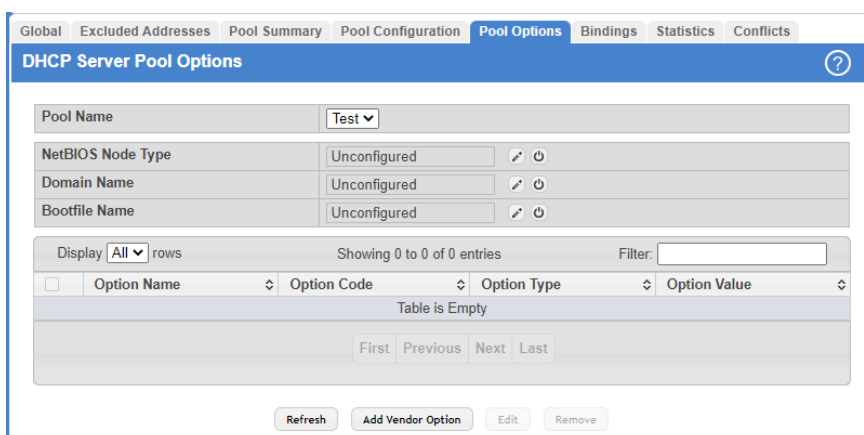 Global Excluded Addresses Pool Summary Pool Configuration Pool Options Bindings Statistics Conflicts
DHCP Server Pool Options ?
Pool Name Test
NetBIOS Node Type Unconfigured
Domain Name Unconfigured
Bootfile Name Unconfigured
Display All rows Showing 0 to 0 of 0 entries Filter:
Option Name Option Code Option Type Option Value
Table is Empty
First Previous Next Last
Refresh Add Vendor Option Edit Remove